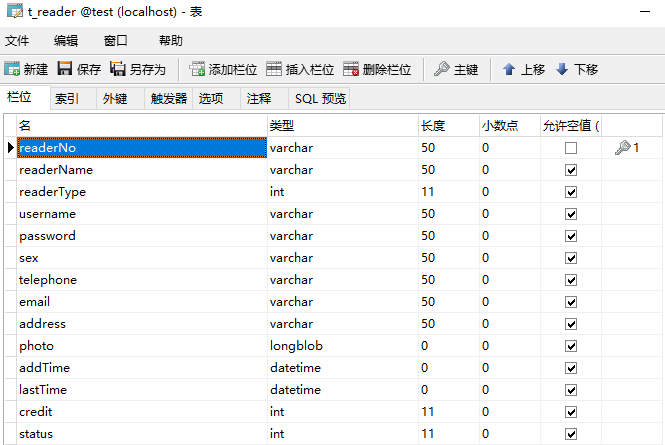 t_reader @test (localhost) - 表
文件 编辑 窗口 帮助
新建 保存 另存为 添加栏位 插入栏位 删除栏位 主键 上移 下移
栏位 索引 外键 触发器 选项 注释 SQL 预览
名 类型 长度 小数点 允许空值 (
readerNo varchar 50 0 1
readerName varchar 50 0
readerType int 11 0
username varchar 50 0
password varchar 50 0
sex varchar 50 0
telephone varchar 50 0
email varchar 50 0
address varchar 50 0
photo longblob 0 0
addTime datetime 0 0
lastTime datetime 0 0
credit int 11 0
status int 11 0